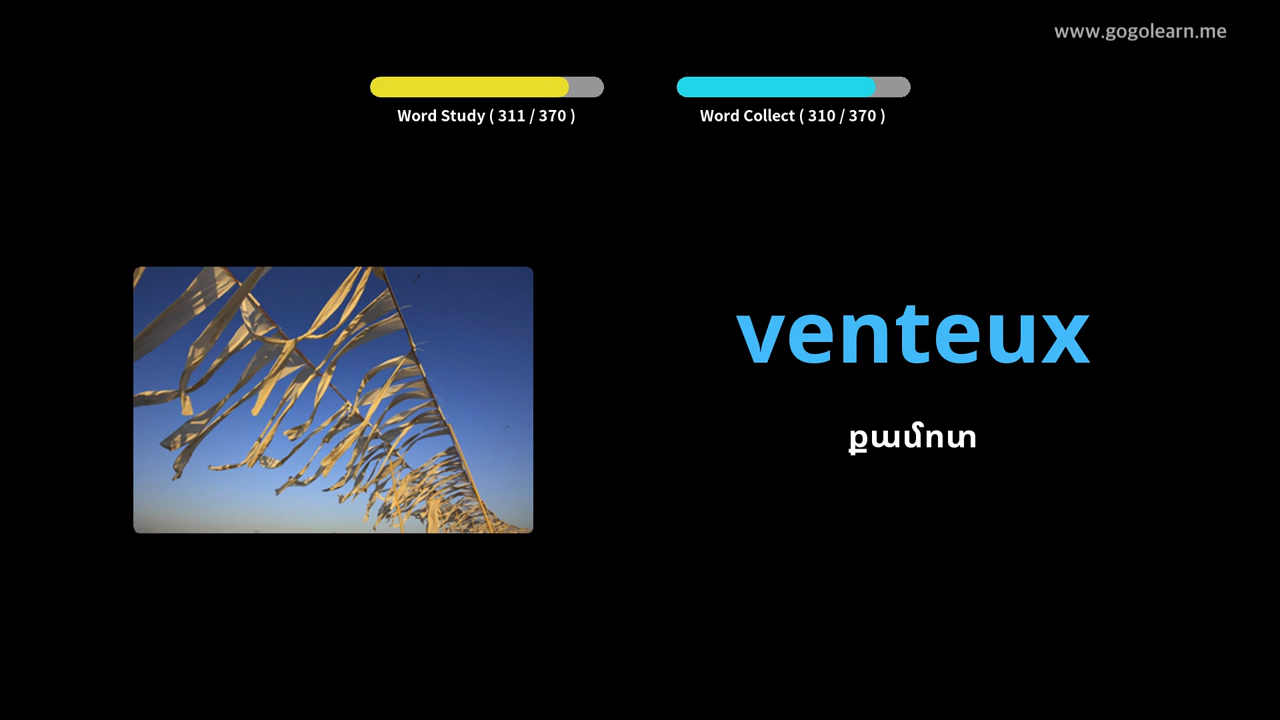 www.gogolearn.me
Word Study ( 311 / 370 )
Word Collect ( 310 / 370 )
venteux
քամոտ